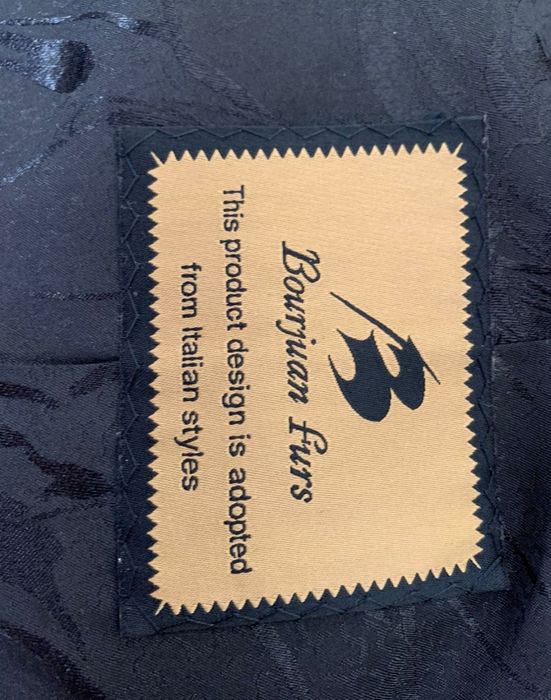 B
Bourjuan Furs
This product design is adopted
from Italian styles